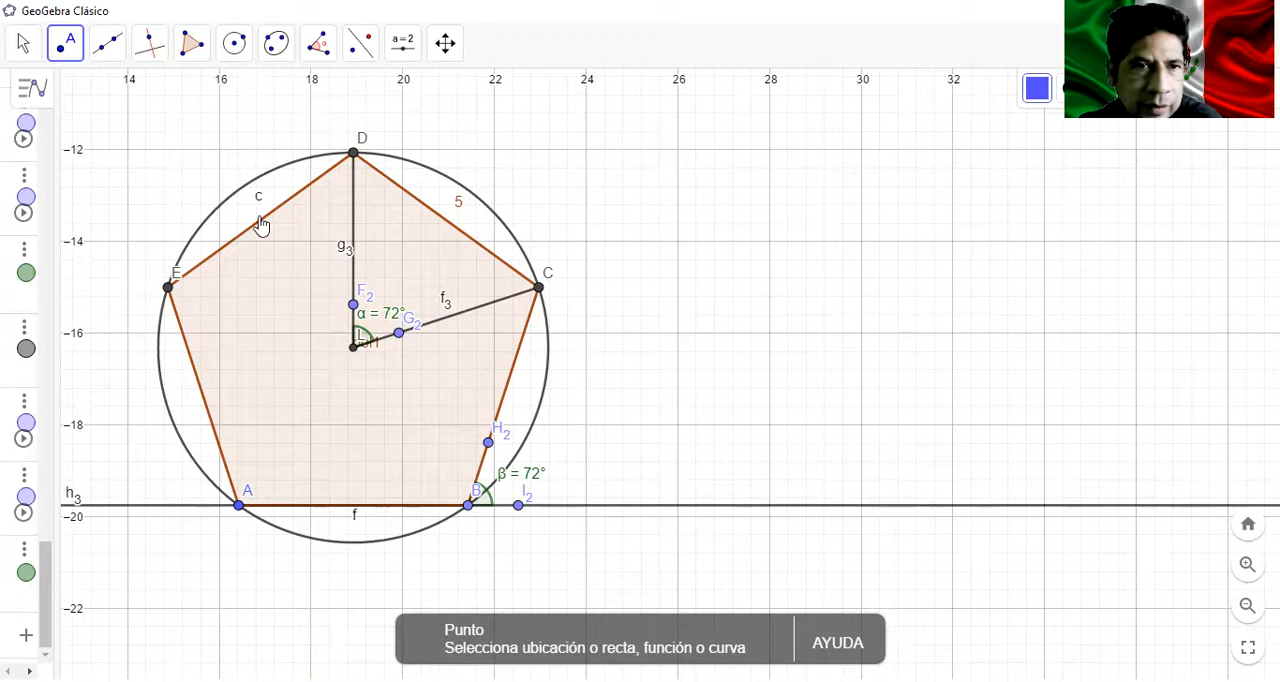 GeoGebra Clásico
A
a = 2
14 16 18 20 22 24 26 28 30 32
−12
D
c
5
−14
g₃
E
C
F₂
f₃
α = 72°
G₂
−16
−18
H₂
β = 72°
h₃
A
B
I₂
f
−20
−22
Punto
Selecciona ubicación o recta, función o curva
AYUDA